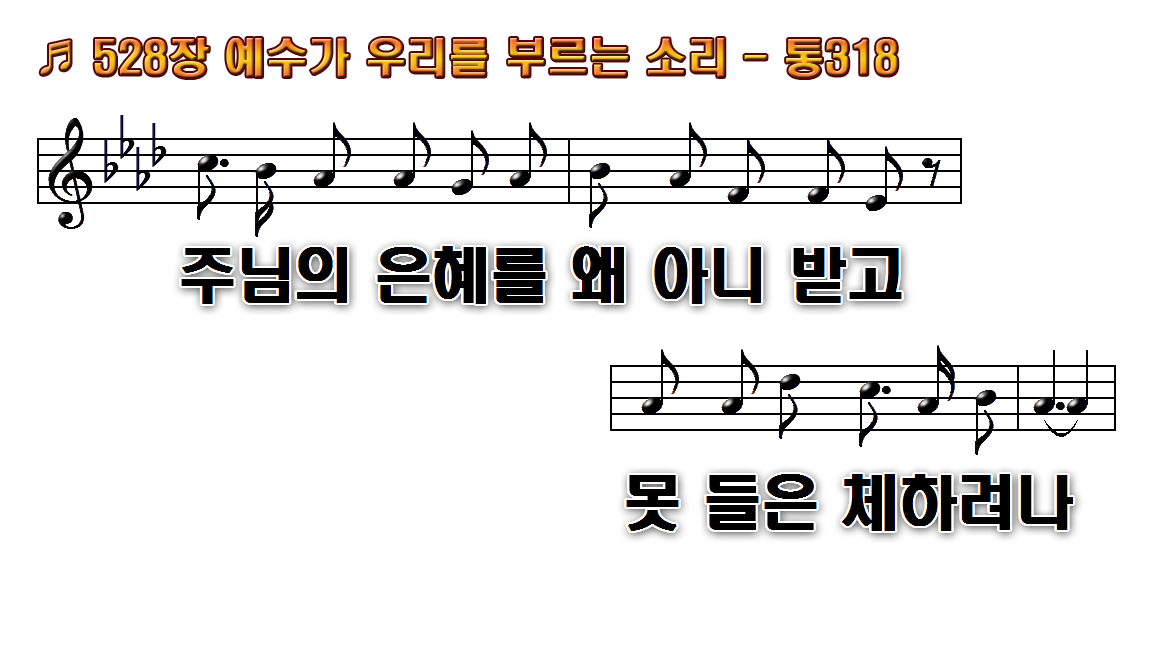 528장 예수가 우리를 부르는 소리 - 통318
주님의 은혜를 왜 아니 받고
못 들은 체하려나